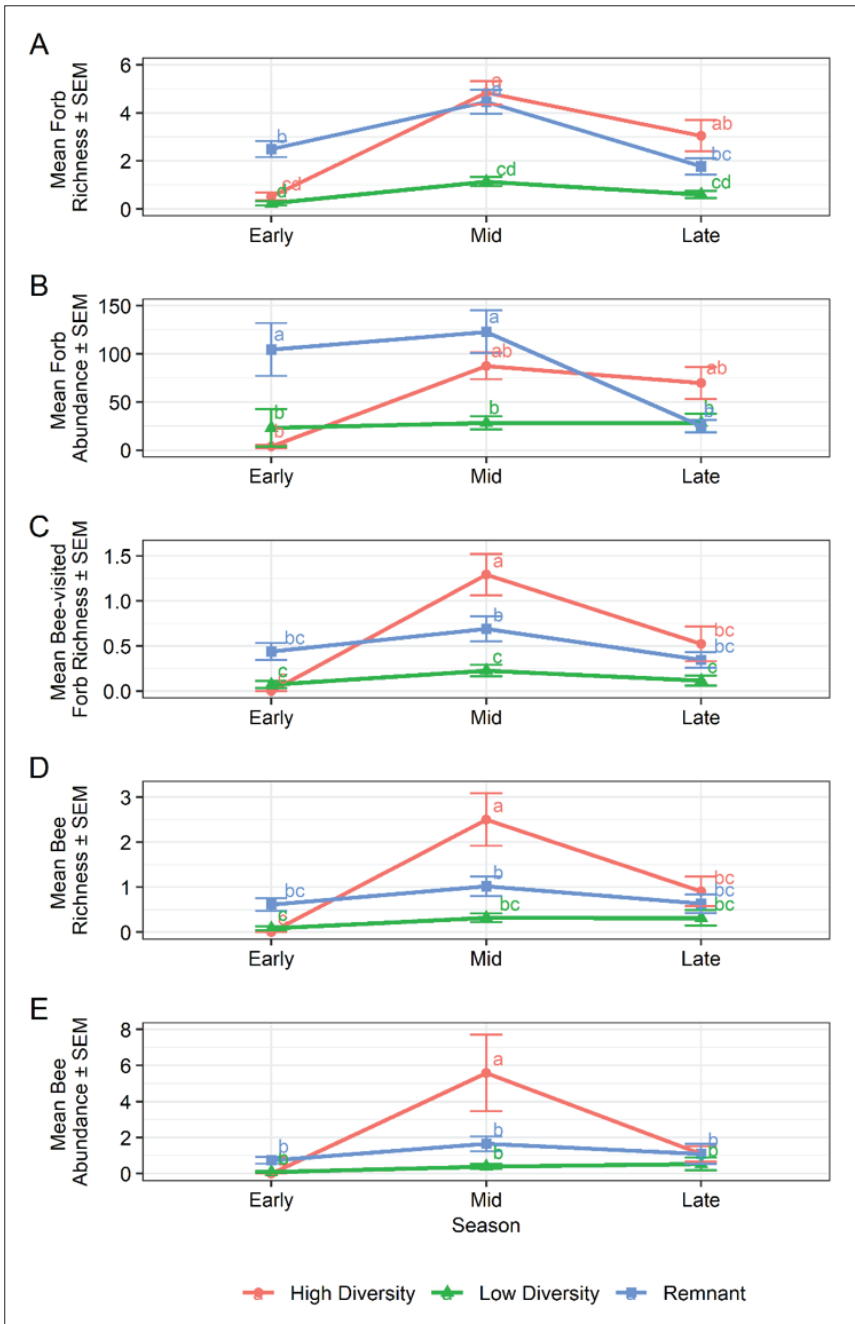 A
Mean Forb
Richness ± SEM
6
4
2
0
b
cd
d
a
a
cd
ab
bc
cd
Early Mid Late
B
Mean Forb
Abundance ± SEM
150
100
50
0
a
b
b
a
ab
b
ab
b
b
Early Mid Late
C
Mean Bee-visited
Forb Richness ± SEM
1.5
1.0
0.5
0.0
bc
c
c
a
b
c
bc
bc
c
Early Mid Late
D
Mean Bee
Richness ± SEM
3
2
1
0
bc
c
a
b
bc
bc
bc
bc
Early Mid Late
E
Mean Bee
Abundance ± SEM
8
6
4
2
0
b
b
a
b
b
b
b
Early Mid Late
Season
High Diversity Low Diversity Remnant